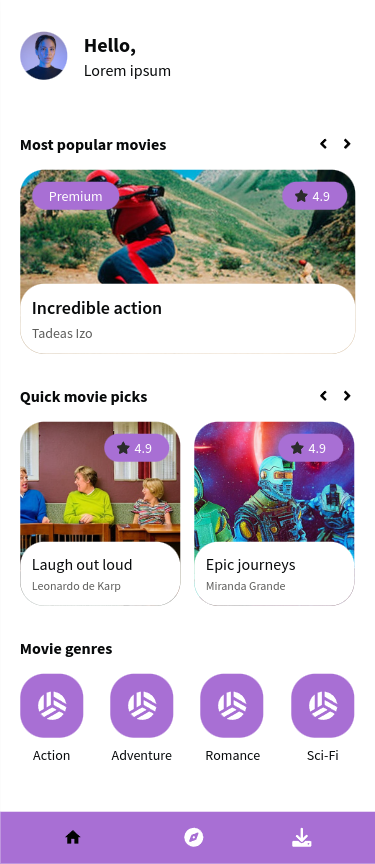 Hello,
Lorem ipsum
Most popular movies
Premium
4.9
Incredible action
Tadeas Izo
Quick movie picks
4.9
4.9
Laugh out loud
Leonardo de Karp
Epic journeys
Miranda Grande
Movie genres
Action
Adventure
Romance
Sci-Fi